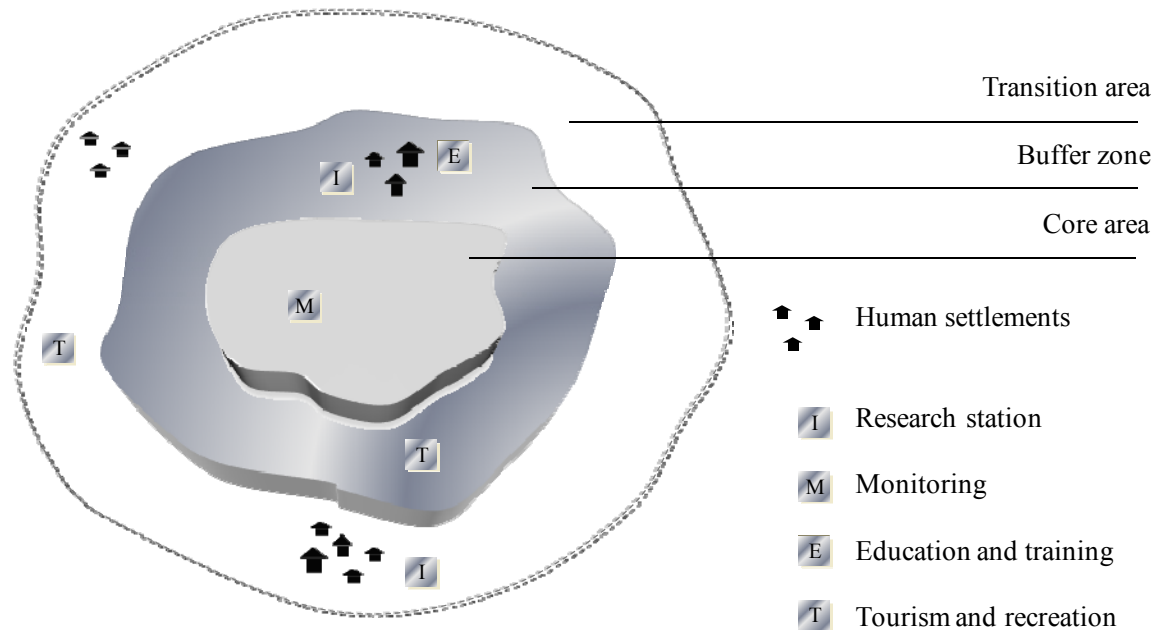 Transition area
Buffer zone
Core area
E
I
M
T
T
I
Human settlements
I Research station
M Monitoring
E Education and training
T Tourism and recreation